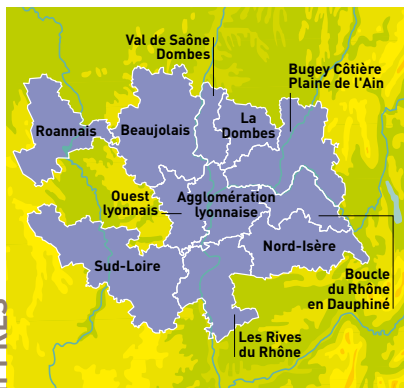 Val de Saône
Dombes
Bugey Côtière
Plaine de l'Ain
Roannais
Beaujolais
La
Dombes
Ouest
lyonnais
Agglomération
lyonnaise
Sud-Loire
Nord-Isère
Boucle
du Rhône
en Dauphiné
Les Rives
du Rhône